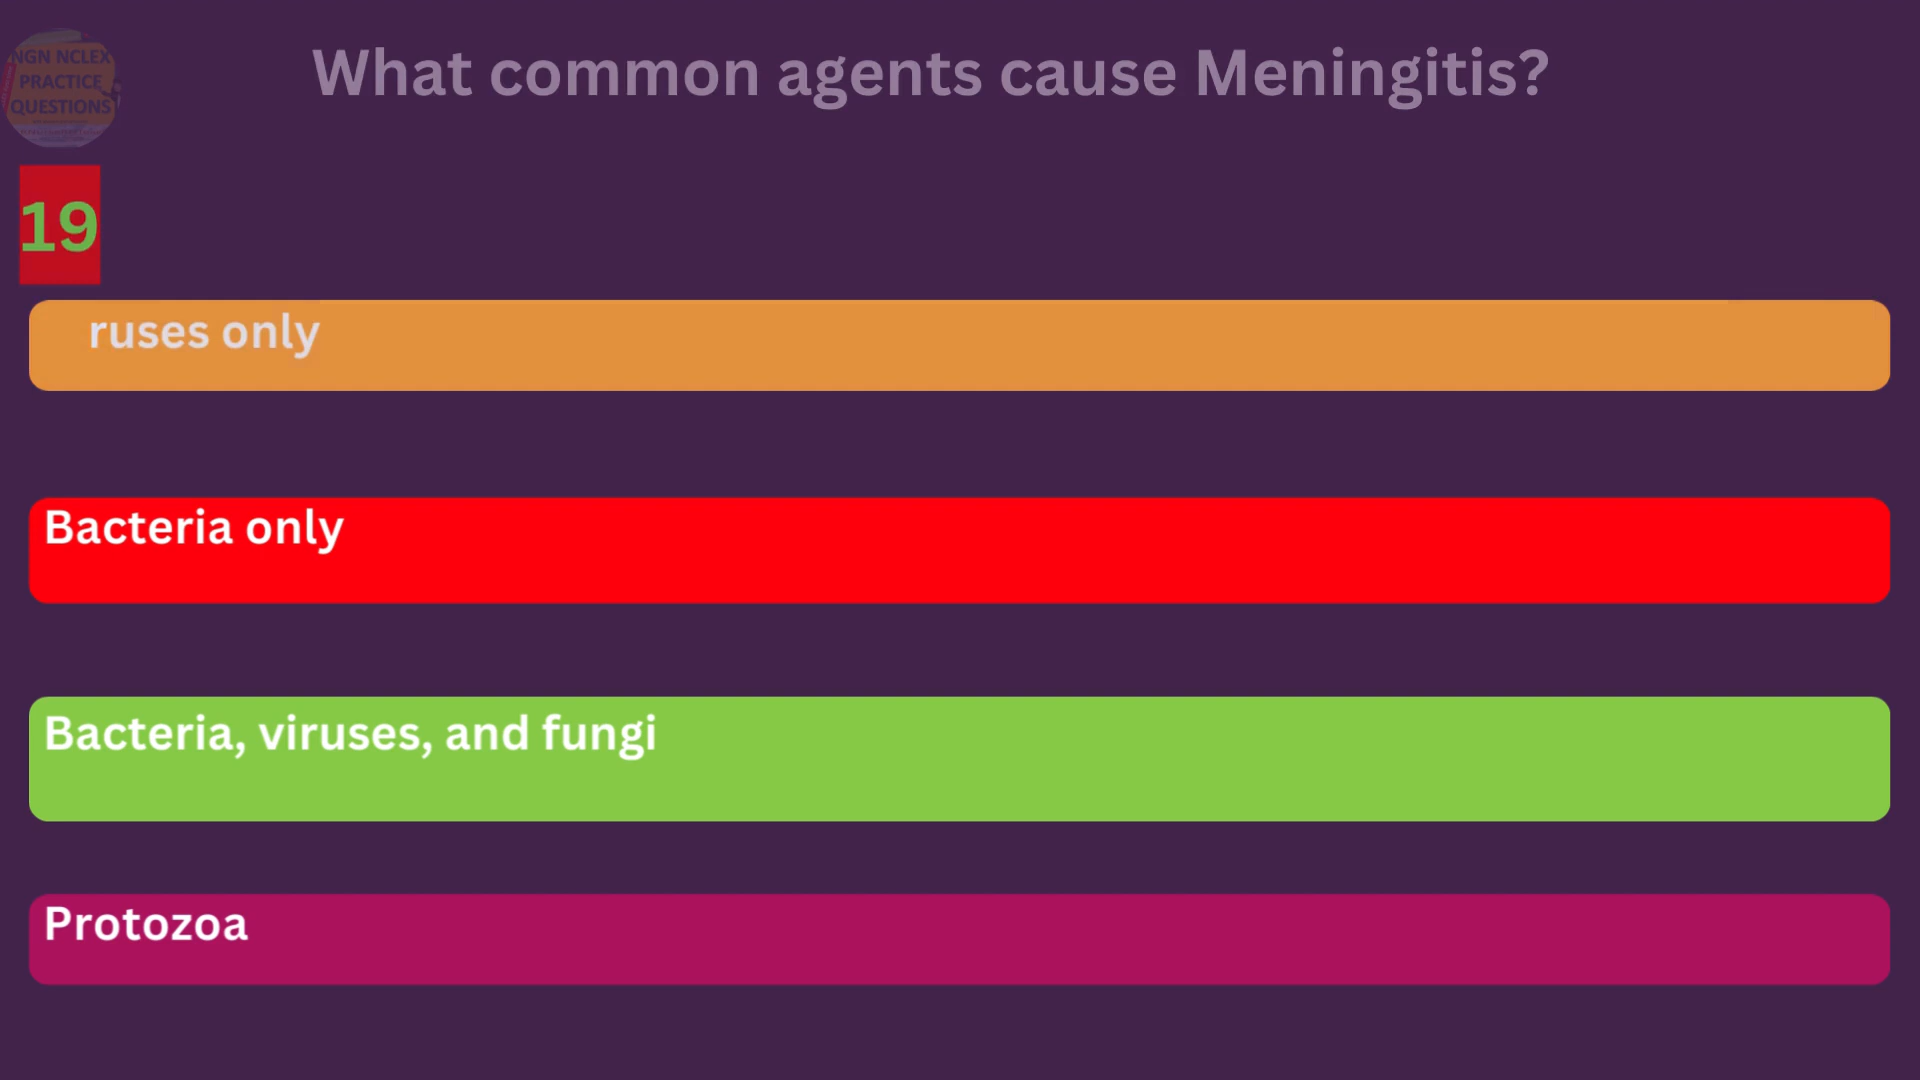 What common agents cause Meningitis?
NGN NCLEX
PRACTICE
QUESTIONS
19
ruses only
Bacteria only
Bacteria, viruses, and fungi
Protozoa